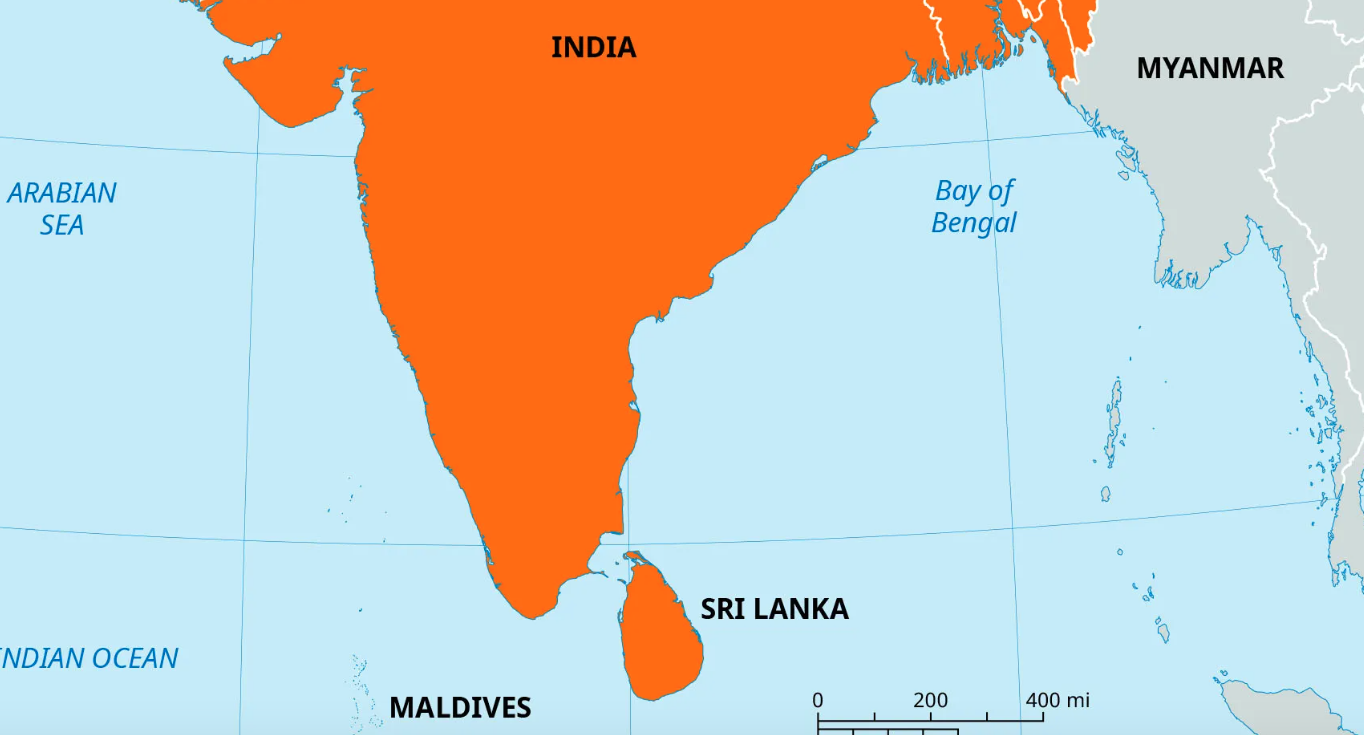 INDIA
MYANMAR
ARABIAN
SEA
Bay of
Bengal
SRI LANKA
NDIAN OCEAN
MALDIVES
0 200 400 mi